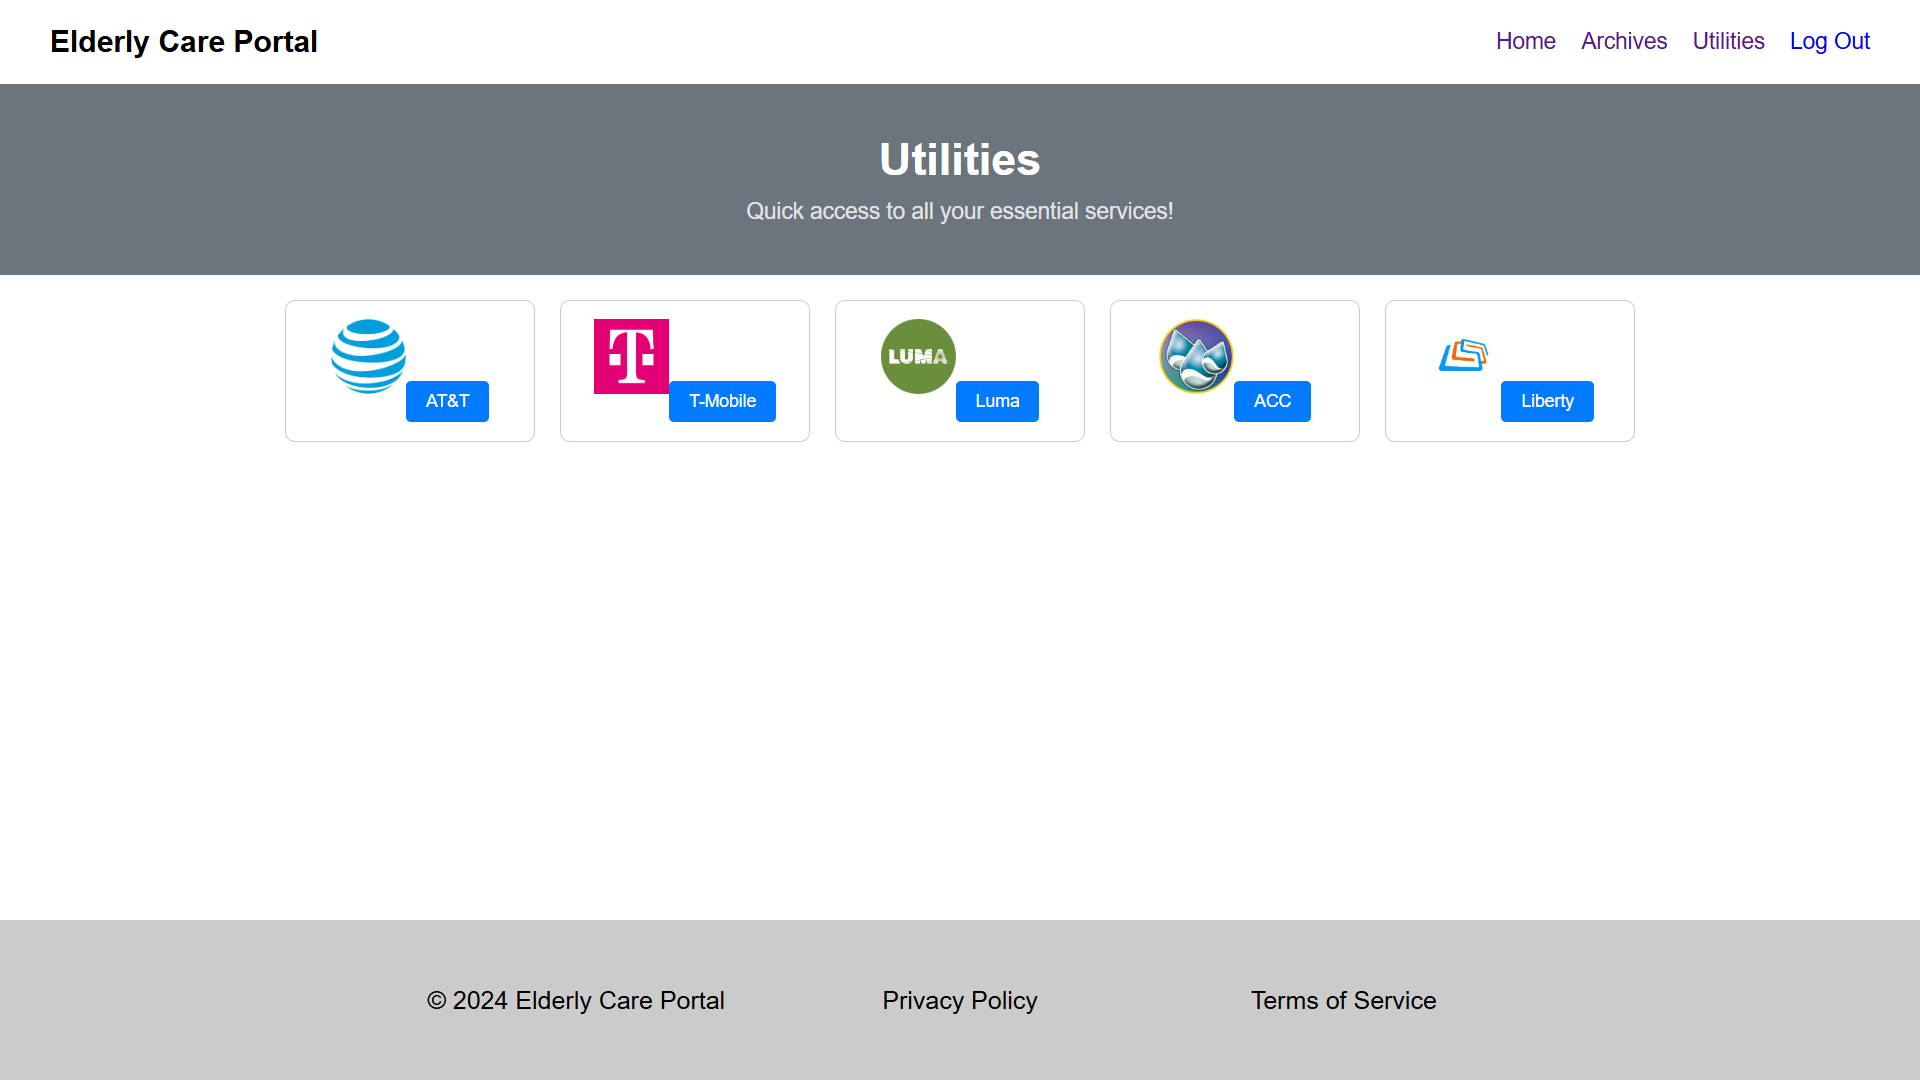 Elderly Care Portal
Home Archives Utilities Log Out
Utilities
Quick access to all your essential services!
T
LUMA
AT&T
T-Mobile
Luma
ACC
Liberty
© 2024 Elderly Care Portal
Privacy Policy
Terms of Service